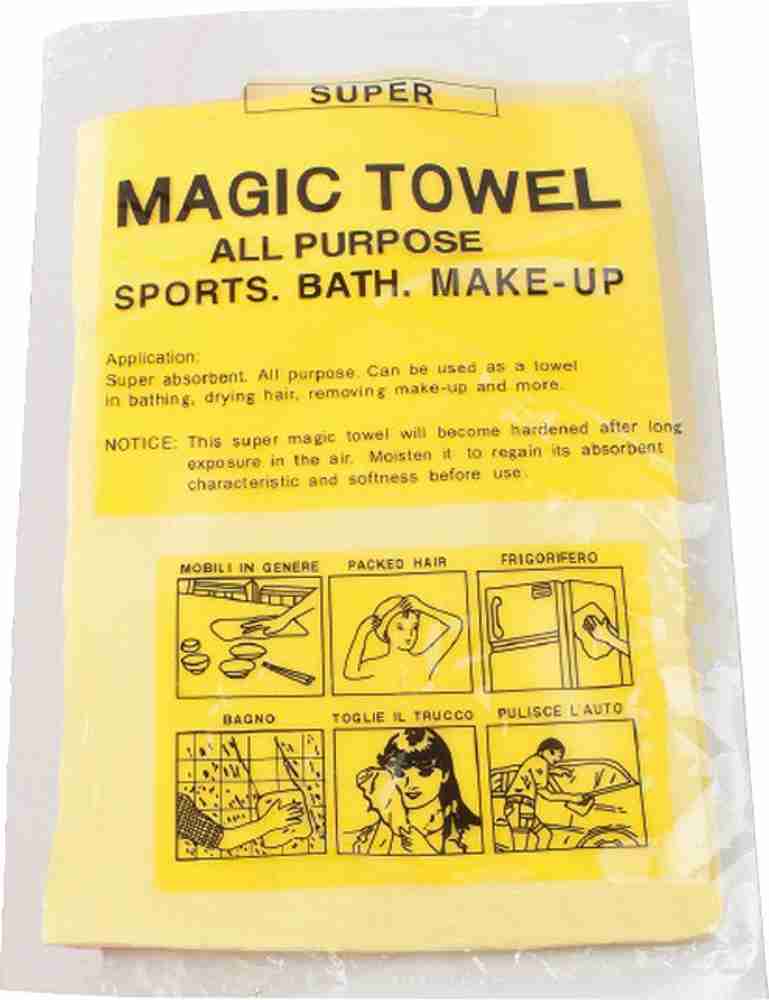 SUPER
MAGIC TOWEL
ALL PURPOSE
SPORTS. BATH. MAKE-UP
Application:
Super absorbent. All purpose. Can be used as a towel
in bathing, drying hair, removing make-up and more.
NOTICE: This super magic towel will become hardened after long
exposure in the air. Moisten it to regain its absorbent
characteristic and softness before use.
MOBILI IN GENERE PACKED HAIR FRIGORIFERO
BAGNO TOGLIE IL TRUCCO PULISCE L'AUTO